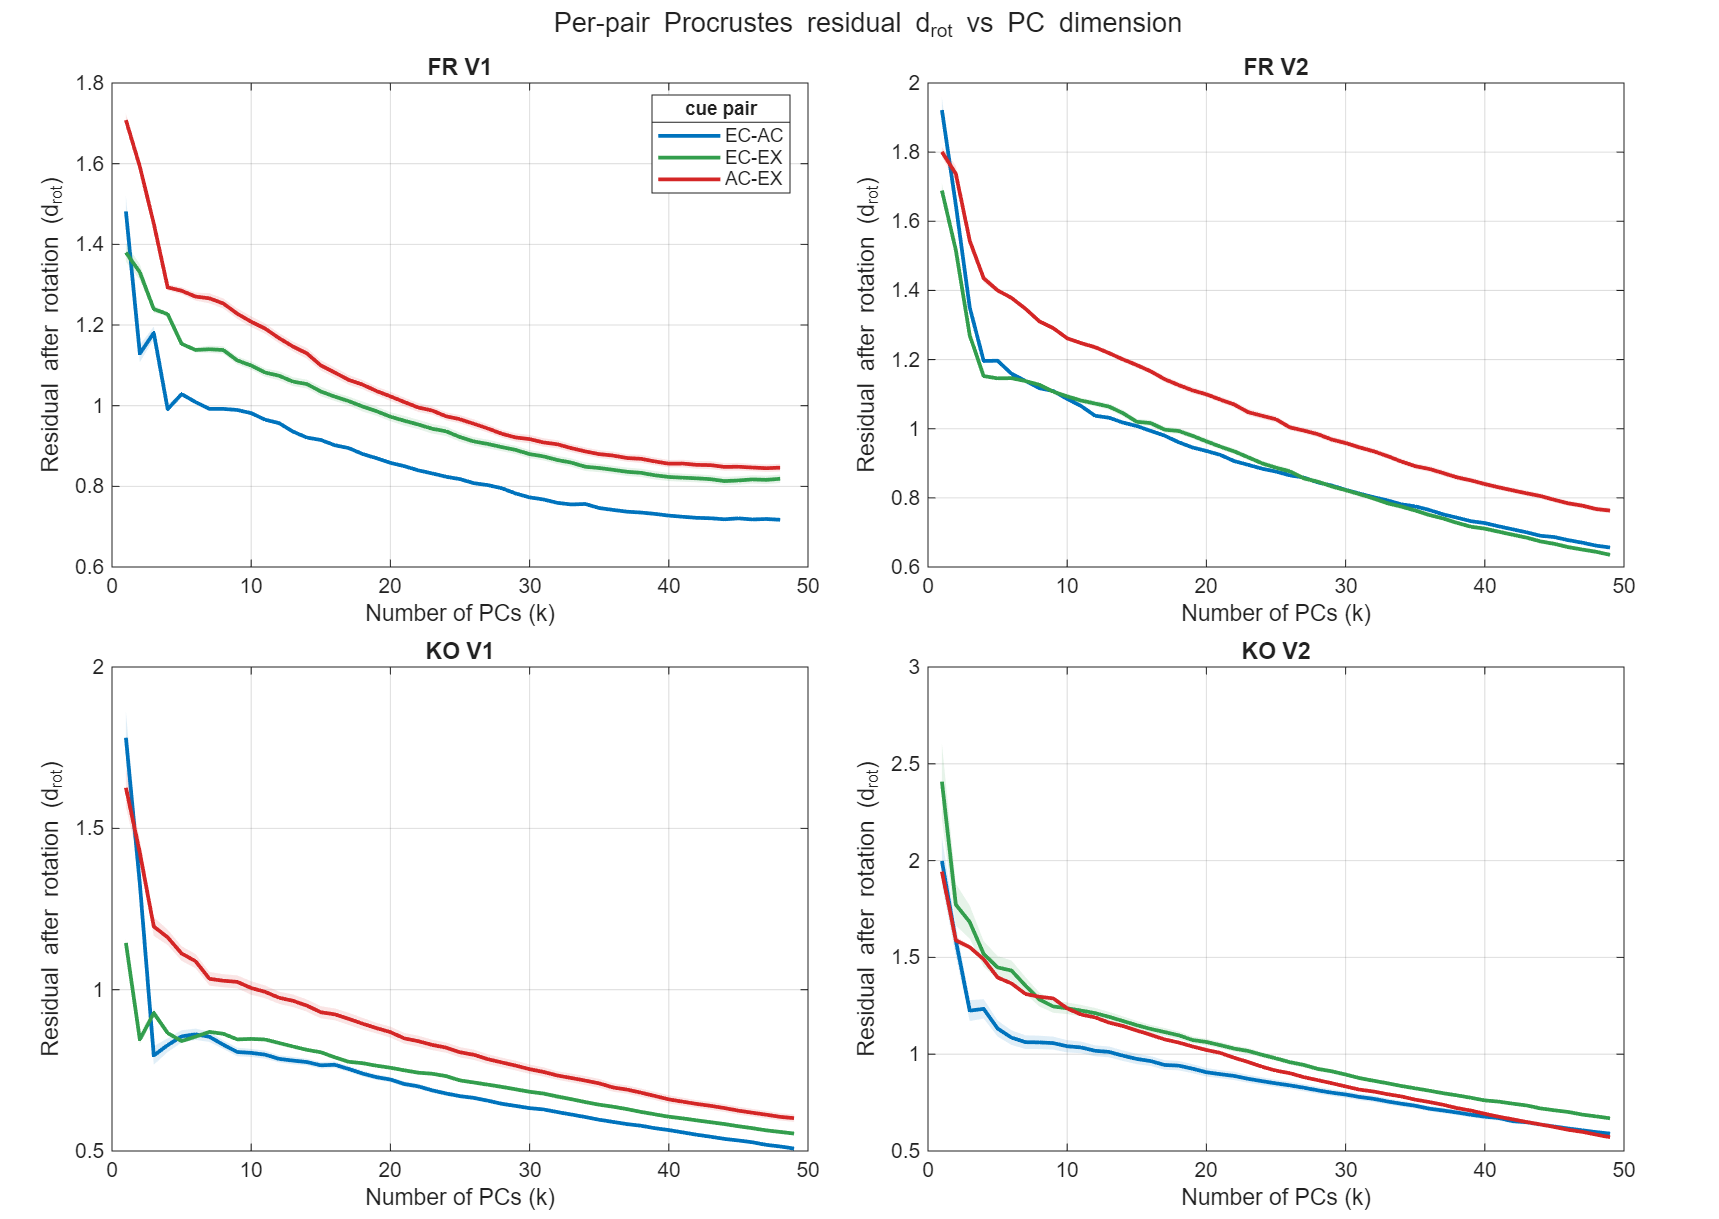 Per-pair Procrustes residual d_rot vs PC dimension
FR V1
1.8
1.6
1.4
1.2
1
0.8
0.6
0
10
20
30
40
50
Residual after rotation (d_rot)
Number of PCs (k)
cue pair
EC-AC
EC-EX
AC-EX
FR V2
2
1.8
1.6
1.4
1.2
1
0.8
0.6
0
10
20
30
40
50
Residual after rotation (d_rot)
Number of PCs (k)
KO V1
2
1.5
1
0.5
0
10
20
30
40
50
Residual after rotation (d_rot)
Number of PCs (k)
KO V2
3
2.5
2
1.5
1
0.5
0
10
20
30
40
50
Residual after rotation (d_rot)
Number of PCs (k)